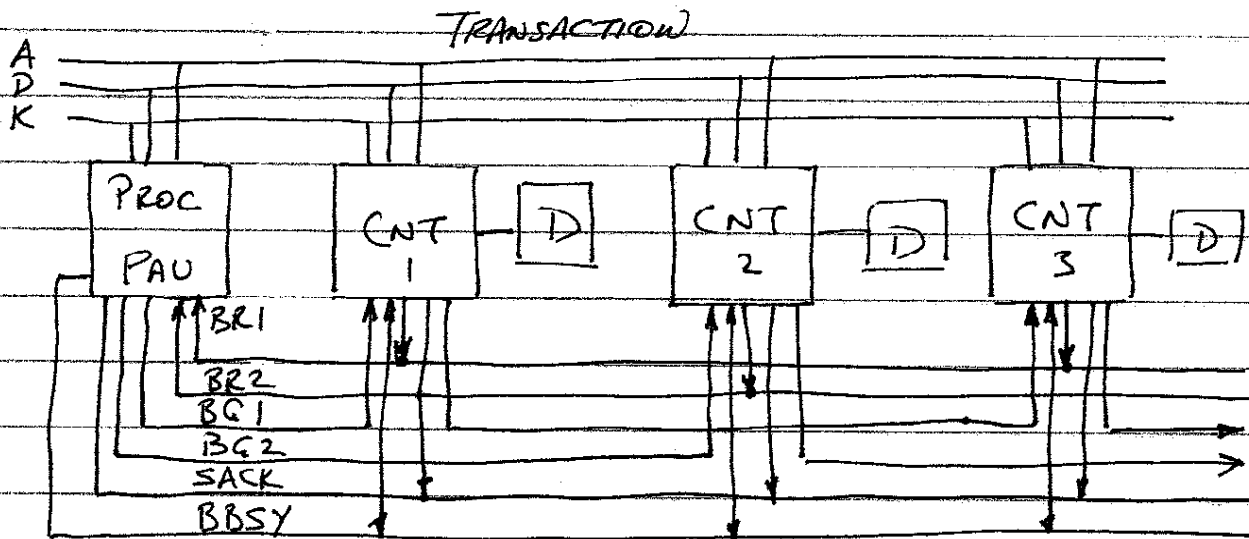 TRANSACTION
A
D
K
PROC
PAU
CNT
1
D
CNT
2
D
CNT
3
D
BR1
BR2
BG1
BG2
SACK
BBSY